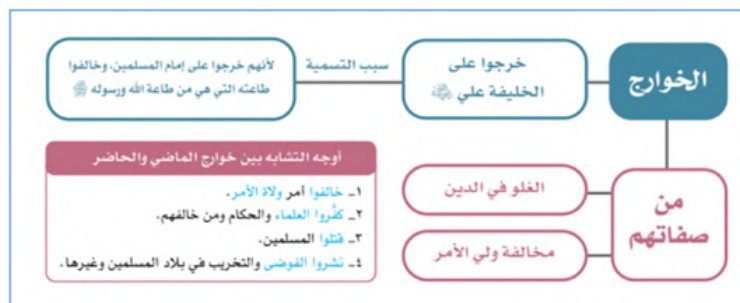 الخوارج
خرجوا على
الخليفة علي ﷺ
سبب التسمية
لأنهم خرجوا على إمام المسلمين، وخالفوا
طاعته التي هي من طاعة الله ورسوله ﷺ
من
صفاتهم
الغلو في الدين
مخالفة ولي الأمر
أوجه التشابه بين خوارج الماضي والحاضر
١ـ خالفوا أمر ولاة الأمر.
٢ـ كفَّروا العلماء والحكام ومن خالفهم.
٣ـ قتلوا المسلمين.
٤ـ نشروا الفوضى والتخريب في بلاد المسلمين وغيرها.